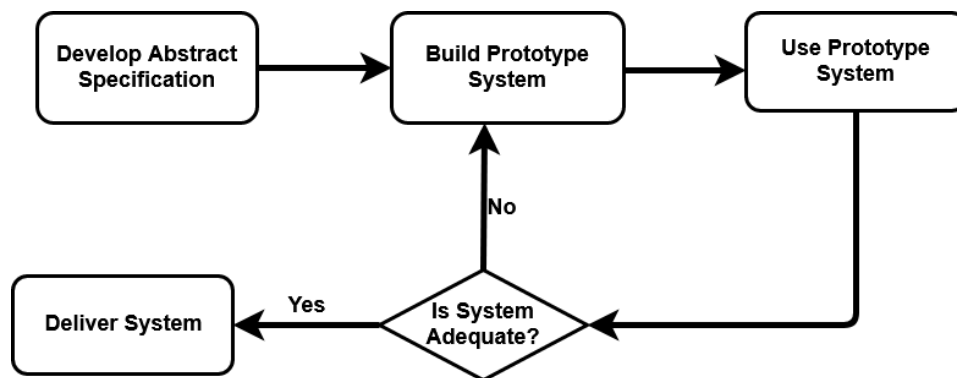 Develop Abstract
Specification
Build Prototype
System
Use Prototype
System
No
Is System
Adequate?
Yes
Deliver System